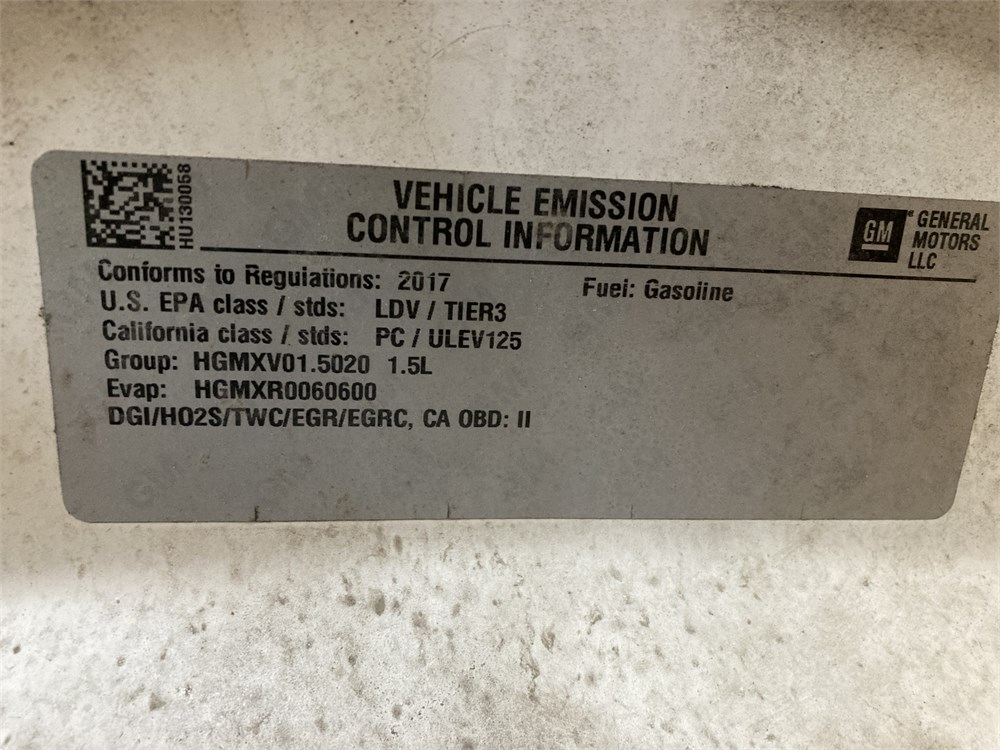 HU130058
VEHICLE EMISSION
CONTROL INFORMATION
GM
GENERAL
MOTORS
LLC
Conforms to Regulations: 2017
Fuel: Gasoline
U.S. EPA class / stds: LDV / TIER3
California class / stds: PC / ULEV125
Group: HGMXV01.5020 1.5L
Evap: HGMXR0060600
DGI/HO2S/TWC/EGR/EGRC, CA OBD: II